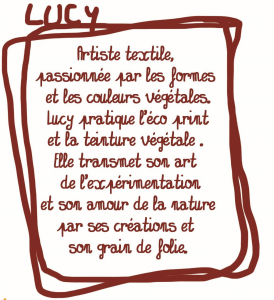 LUCY
Artiste textile,
passionnée par les formes
et les couleurs végétales.
Lucy pratique l'éco print
et la teinture végétale .
Elle transmet son art
de l'expérimentation
et son amour de la nature
par ses créations et
son grain de folie.